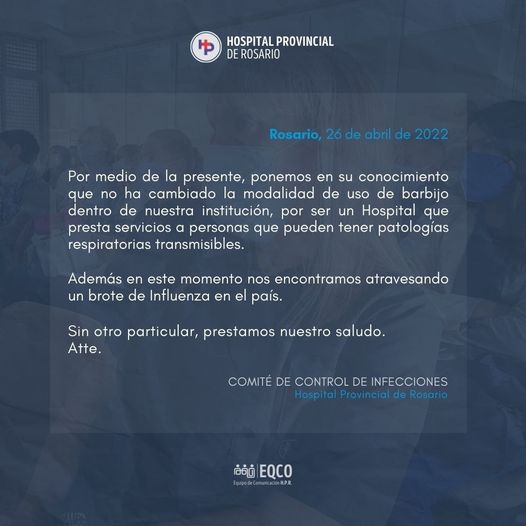 HOSPITAL PROVINCIAL
DE ROSARIO
Rosario, 26 de abril de 2022
Por medio de la presente, ponemos en su conocimiento
que no ha cambiado la modalidad de uso de barbijo
dentro de nuestra institución, por ser un Hospital que
presta servicios a personas que pueden tener patologías
respiratorias transmisibles.
Además en este momento nos encontramos atravesando
un brote de Influenza en el país.
Sin otro particular, prestamos nuestro saludo.
Atte.
COMITÉ DE CONTROL DE INFECCIONES
Hospital Provincial de Rosario
EQCO
Equipo de Comunicación H.P.R.